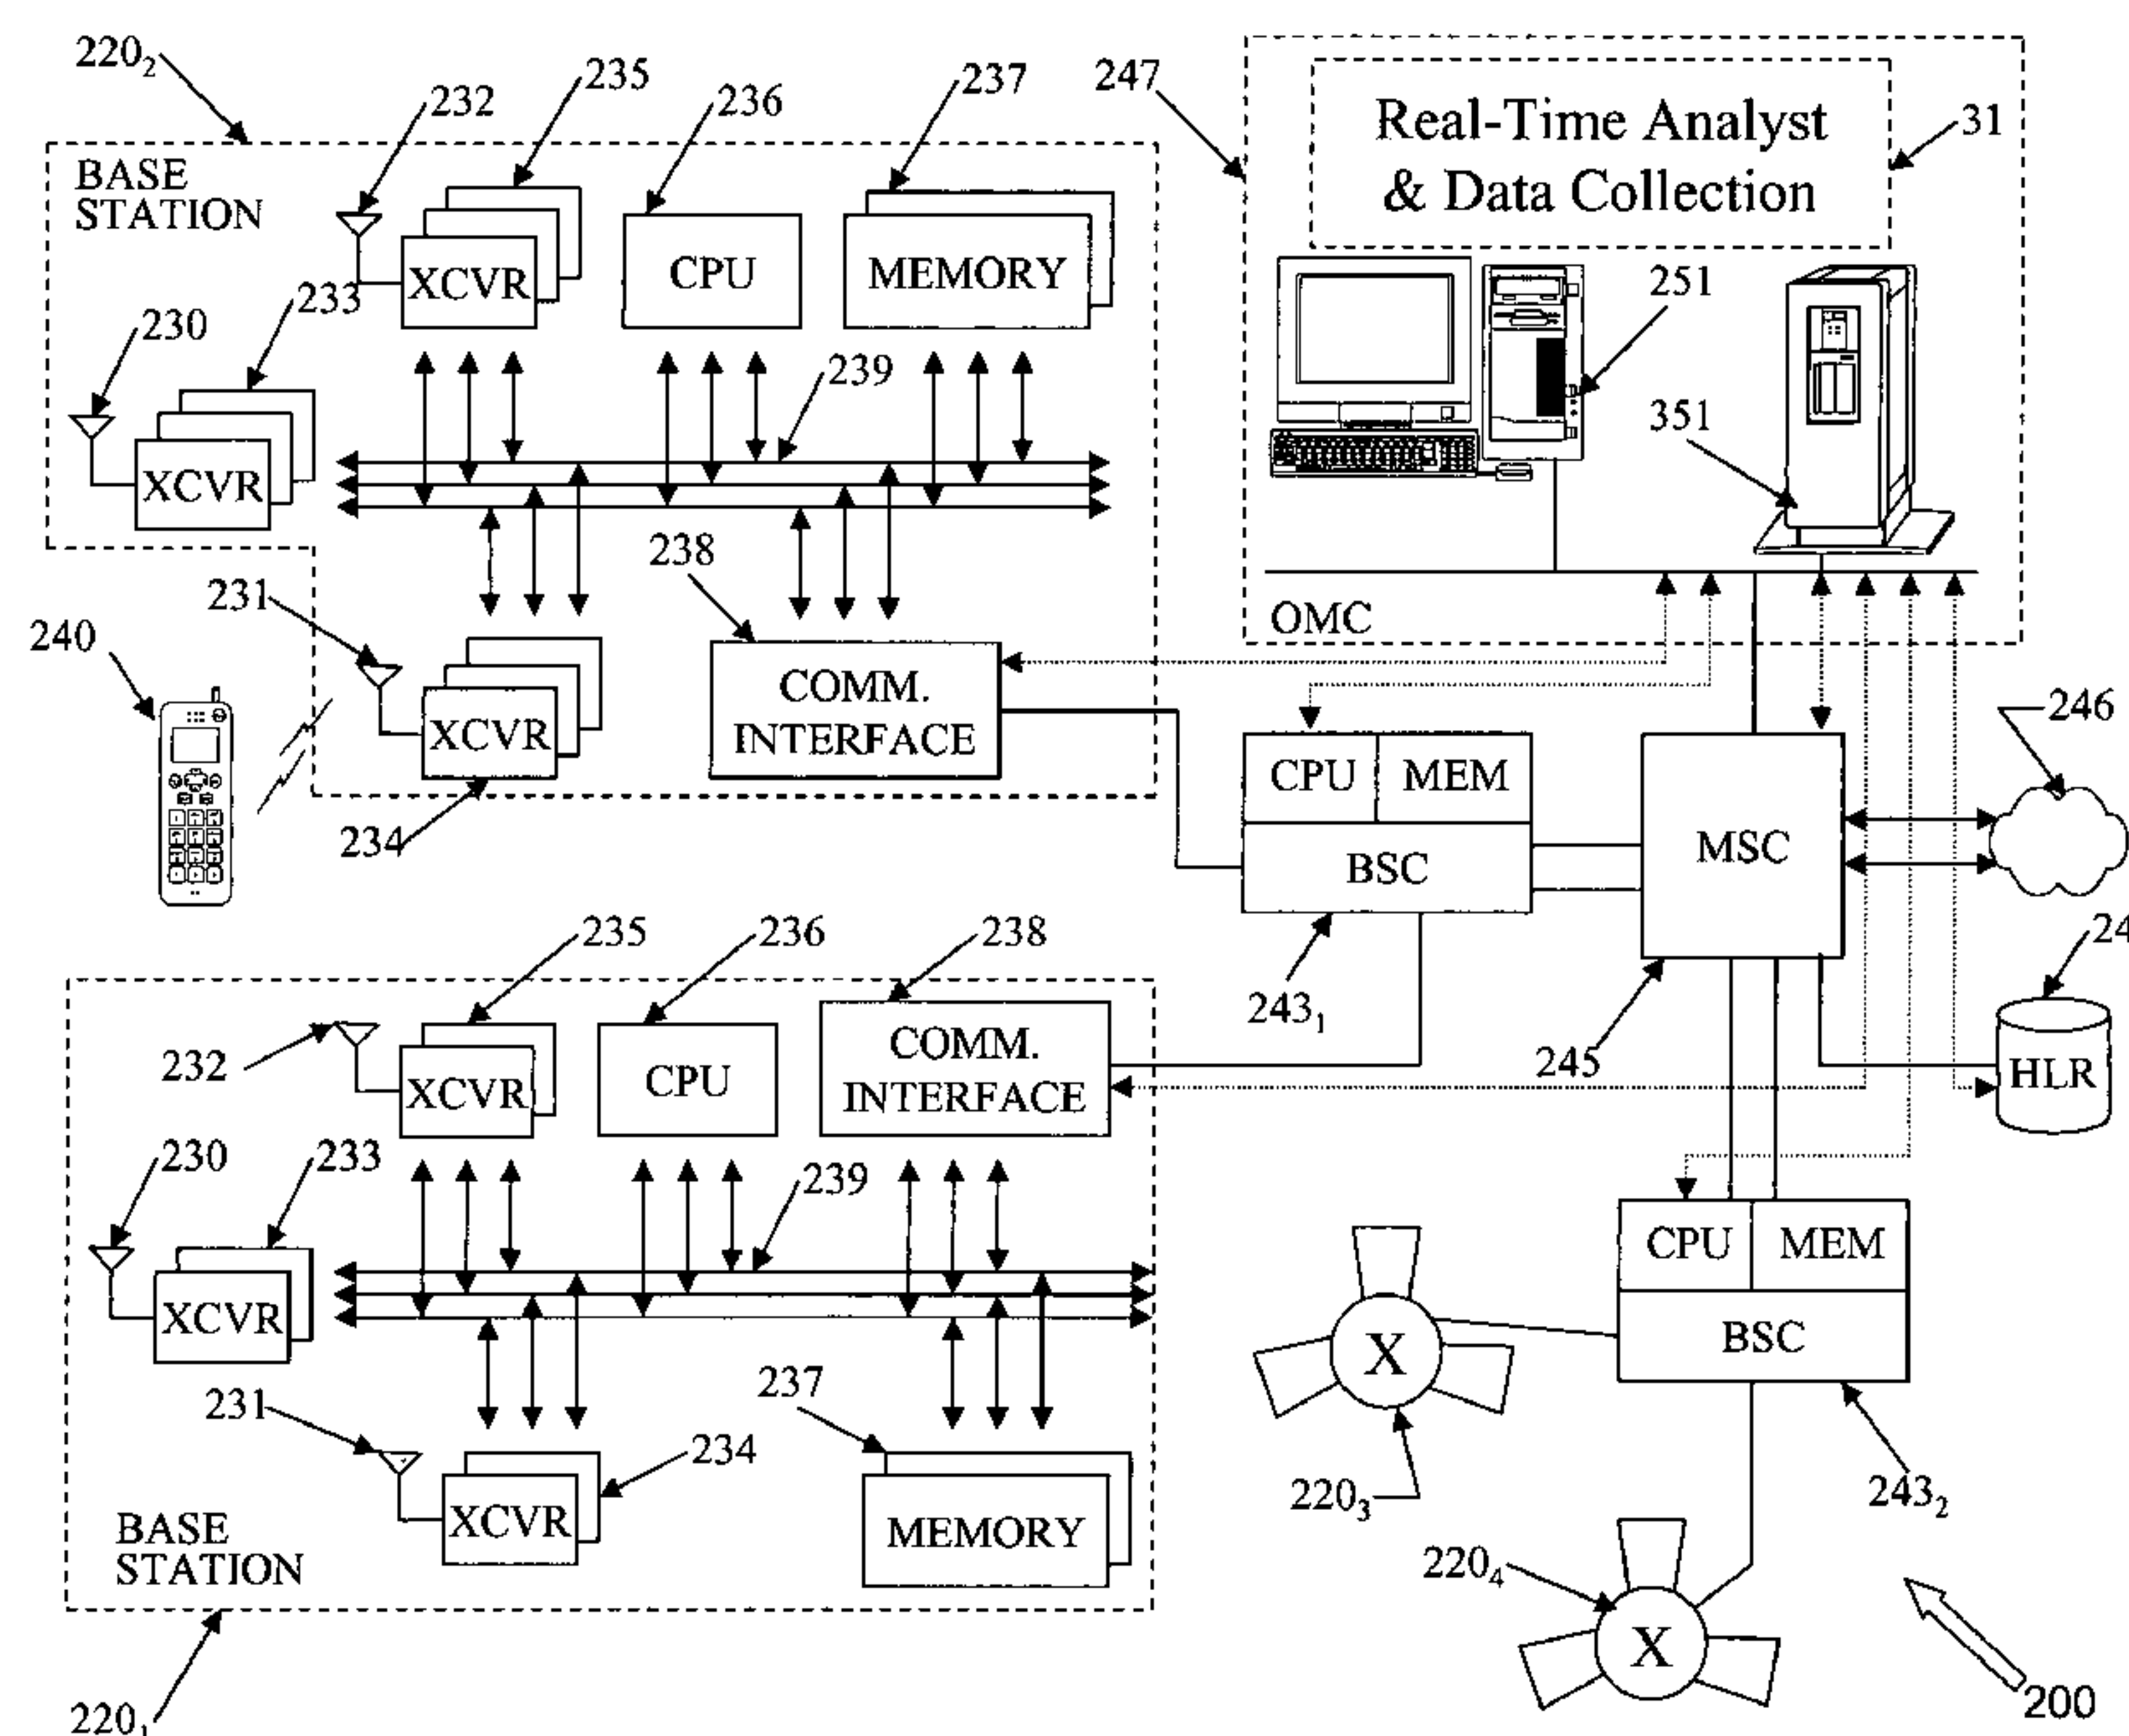 220₂
232
235
236
237
247
Real-Time Analyst
& Data Collection
31
BASE
STATION
XCVR
CPU
MEMORY
233
230
239
XCVR
251
351
238
231
OMC
240
COMM.
INTERFACE
XCVR
234
CPU
MEM
BSC
MSC
246
243₁
245
24
HLR
235
236
238
232
XCVR
CPU
COMM.
INTERFACE
230
233
239
XCVR
231
237
234
XCVR
MEMORY
BASE
STATION
220₁
CPU
MEM
BSC
X
220₃
243₂
220₄
X
200